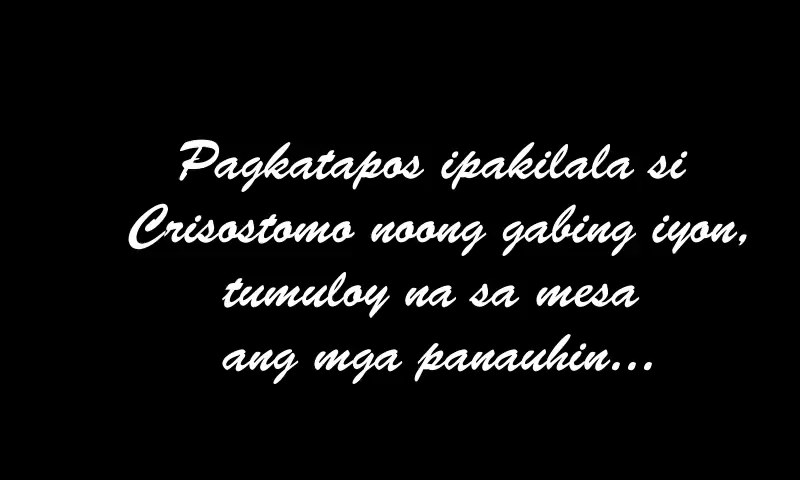 Pagkatapos ipakilala si
Crisostomo noong gabing iyon,
tumuloy na sa mesa
ang mga panauhin...